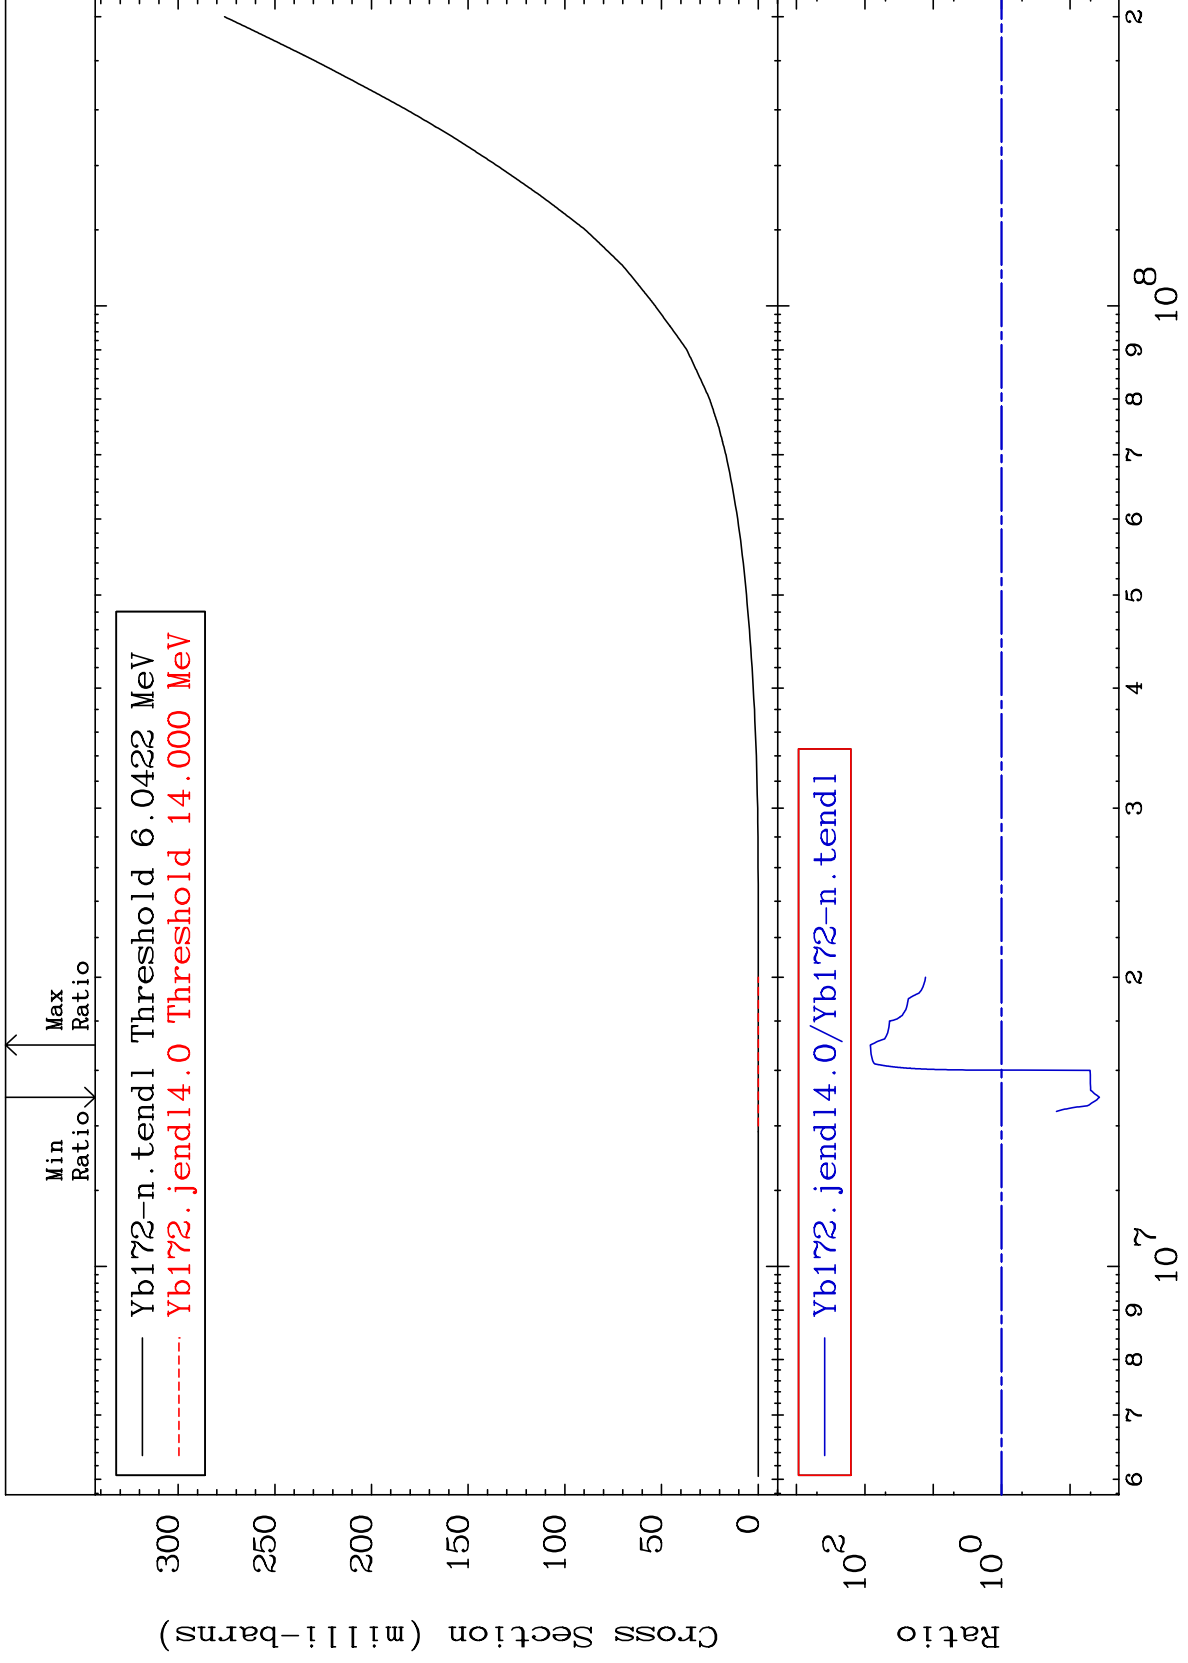 Min
Ratio
Max
Ratio
Yb172-n.tendl Threshold 6.0422 MeV
Yb172.jendl4.0 Threshold 14.000 MeV
Cross Section (milli-barns)
300
250
200
150
100
50
0
Yb172.jendl4.0/Yb172-n.tendl
Ratio
10 2
10 0
6 7 8 9 10 7 2 3 4 5 6 7 8 9 10 8 2